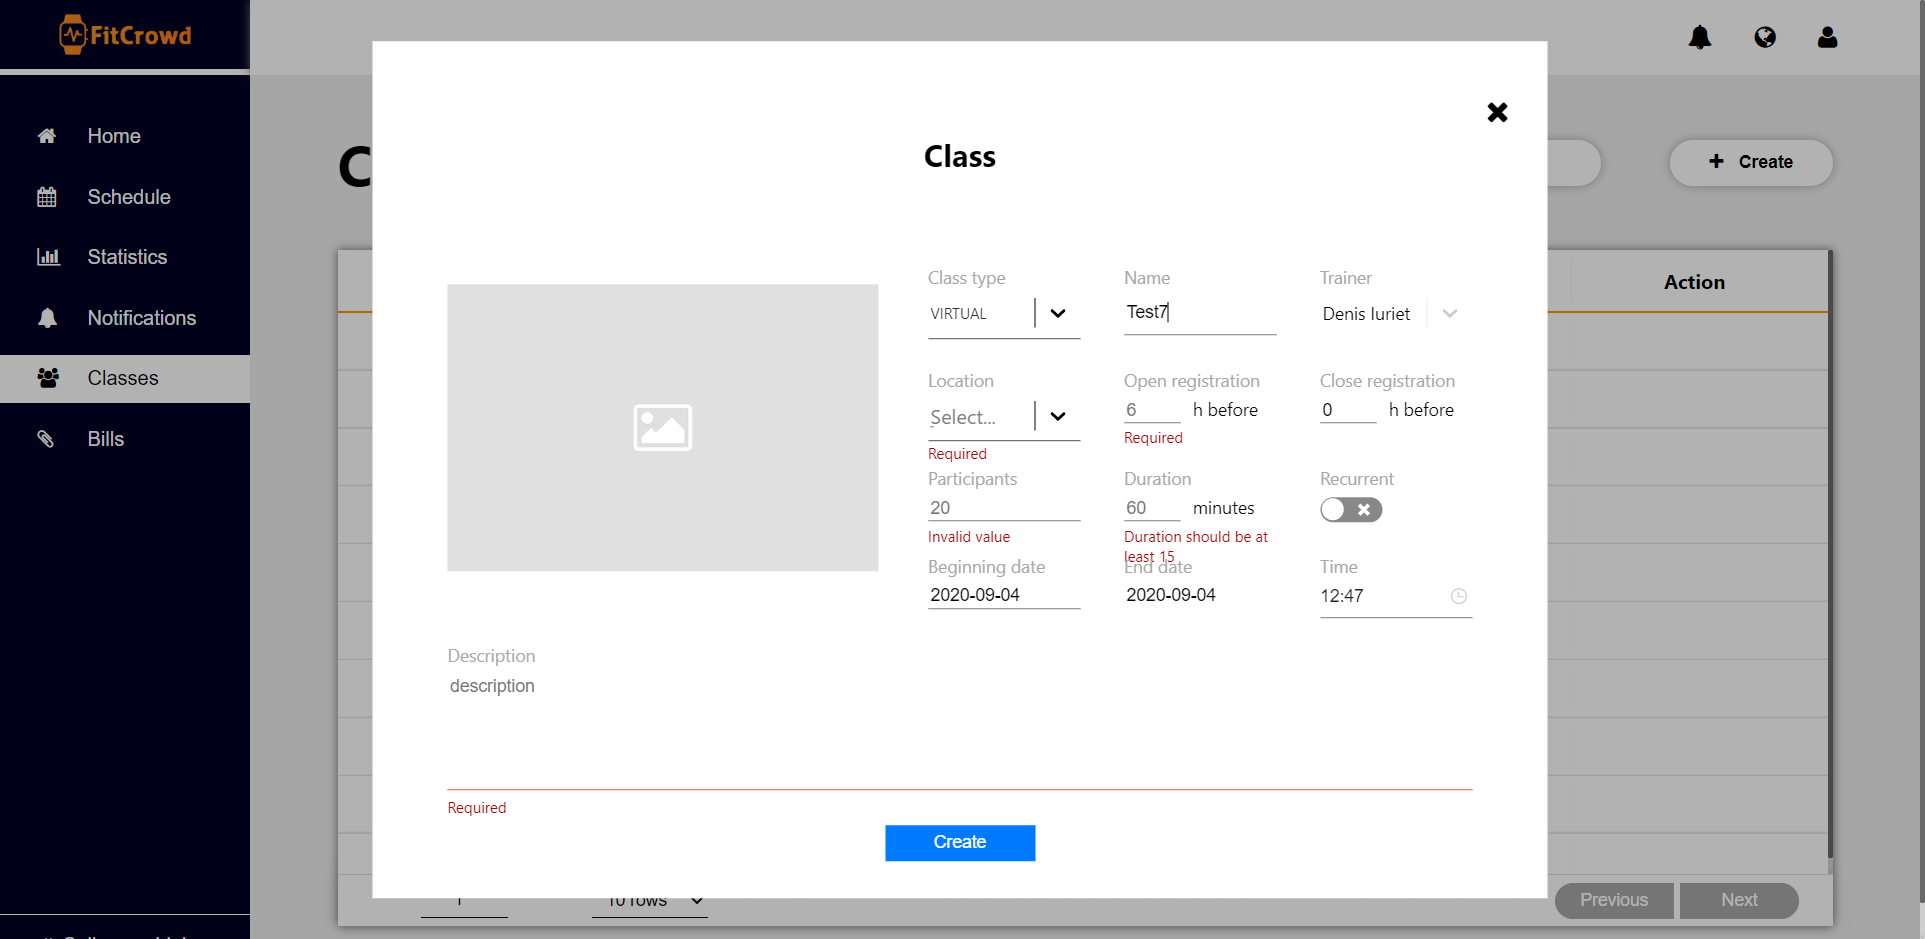 FitCrowd
Home
Schedule
Statistics
Notifications
Classes
Bills
C
Create
Action
Class
Class type
Name
Trainer
VIRTUAL
Test7
Denis Iuriet
Location
Open registration
Close registration
Select...
6 h before
0 h before
Required
Required
Participants
Duration
Recurrent
20
60 minutes
Invalid value
Duration should be at
least 15
Beginning date
End date
Time
2020-09-04
2020-09-04
12:47
Description
description
Required
Create
1
10 rows
Previous
Next